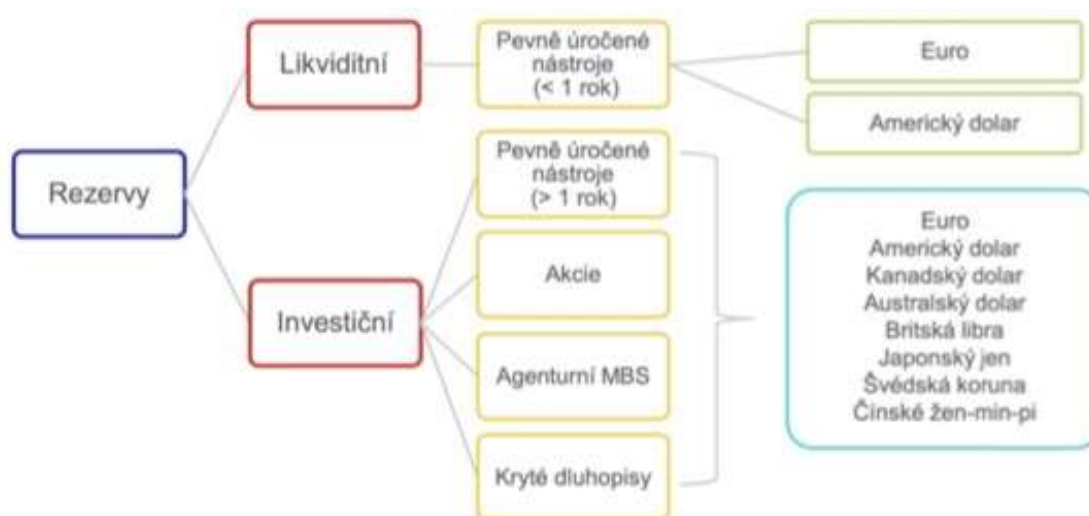 Rezervy
Likviditní
Pevně úročené
nástroje
(< 1 rok)
Euro
Americký dolar
Investiční
Pevně úročené
nástroje
(> 1 rok)
Akcie
Agenturní MBS
Kryté dluhopisy
Euro
Americký dolar
Kanadský dolar
Australský dolar
Britská libra
Japonský jen
Švédská koruna
Čínské žen-min-pi